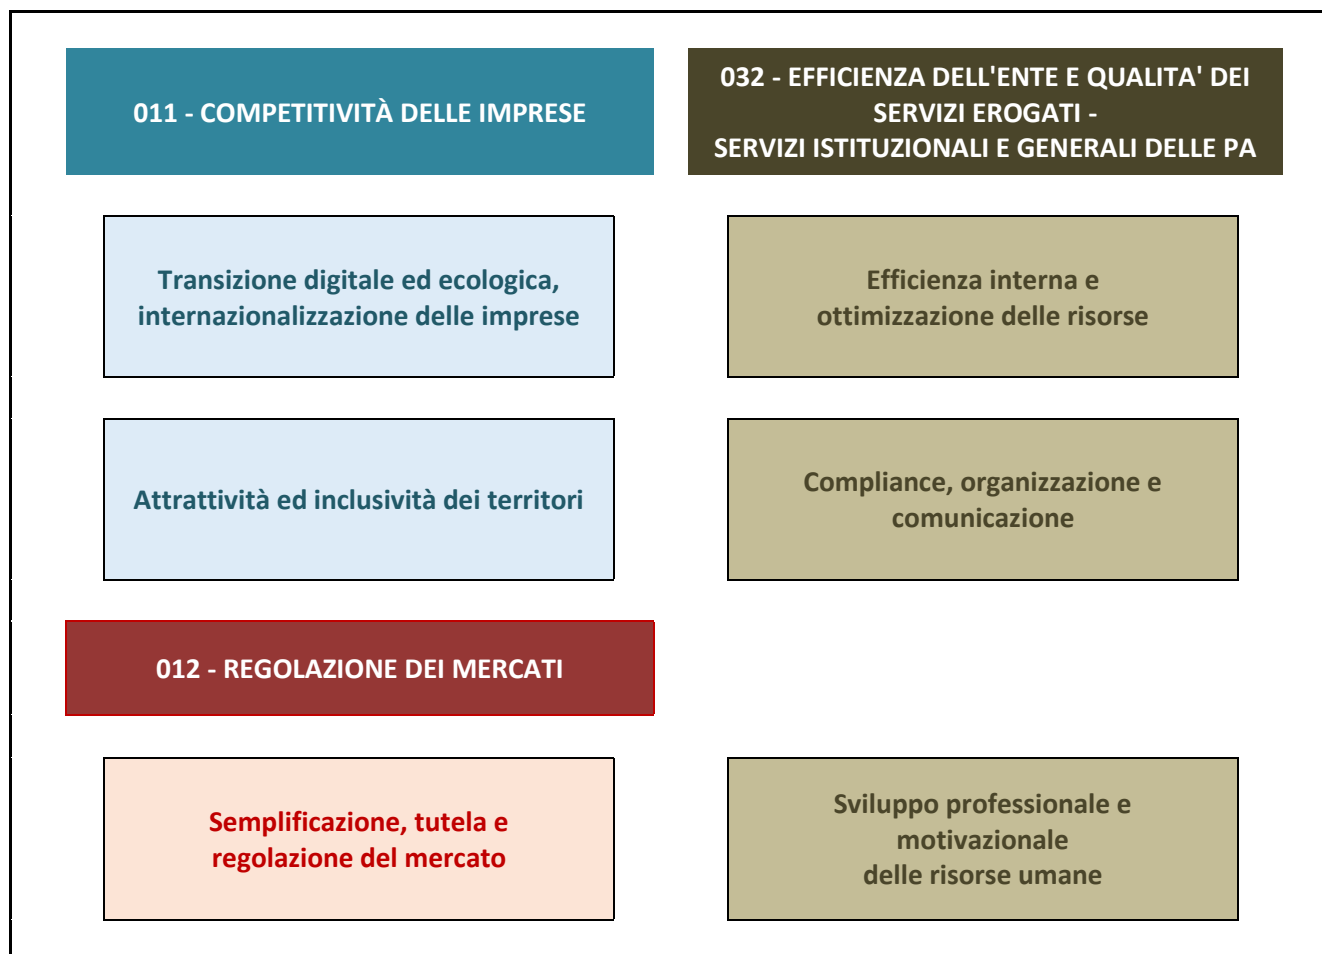 011 - COMPETITIVITÀ DELLE IMPRESE
Transizione digitale ed ecologica,
internazionalizzazione delle imprese
Attrattività ed inclusività dei territori
012 - REGOLAZIONE DEI MERCATI
Semplificazione, tutela e
regolazione del mercato
032 - EFFICIENZA DELL'ENTE E QUALITA' DEI
SERVIZI EROGATI -
SERVIZI ISTITUZIONALI E GENERALI DELLE PA
Efficienza interna e
ottimizzazione delle risorse
Compliance, organizzazione e
comunicazione
Sviluppo professionale e
motivazionale
delle risorse umane